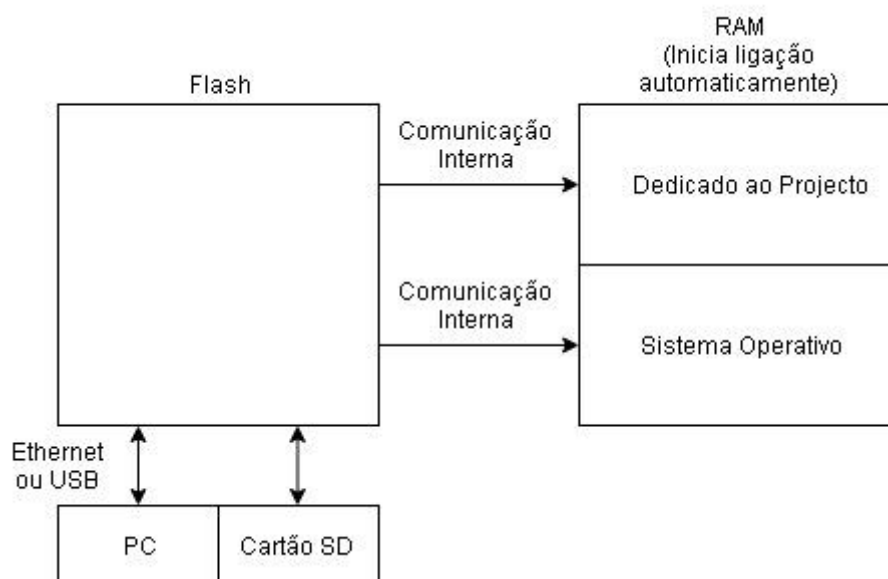 RAM
(Inicia ligação
automaticamente)
Flash
Comunicação
Interna
Dedicado ao Projecto
Comunicação
Interna
Sistema Operativo
Ethernet
ou USB
PC
Cartão SD